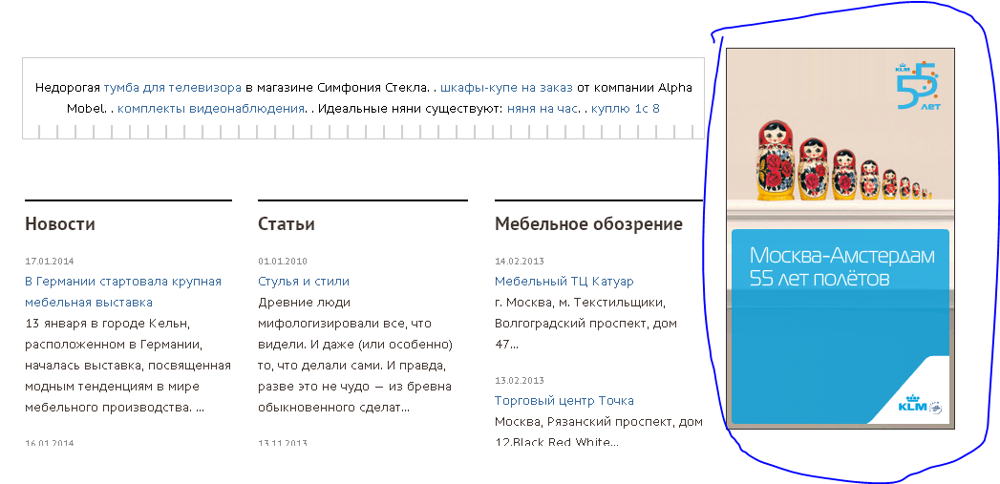 Недорогая тумба для телевизора в магазине Симфония Стекла. . шкафы-купе на заказ от компании Alpha
Mobel. . комплекты видеонаблюдения. . Идеальные няни существуют: няня на час. . куплю 1с 8
Новости
17.01.2014
В Германии стартовала крупная
мебельная выставка
13 января в городе Кельн,
расположенном в Германии,
началась выставка, посвященная
модным тенденциям в мире
мебельного производства. ...
16.01.2014
Статьи
01.01.2010
Стулья и стили
Древние люди
мифологизировали все, что
видели. И даже (или особенно)
то, что делали сами. И правда,
разве это не чудо — из бревна
обыкновенного сделат...
13.11.2013
Мебельное обозрение
14.02.2013
Мебельный ТЦ Катуар
г. Москва, м. Текстильщики,
Волгоградский проспект, дом
47...
13.02.2013
Торговый центр Точка
Москва, Рязанский проспект, дом
12.Black Red White...
KLM
55
лет
Москва-Амстердам
55 лет полётов
KLM